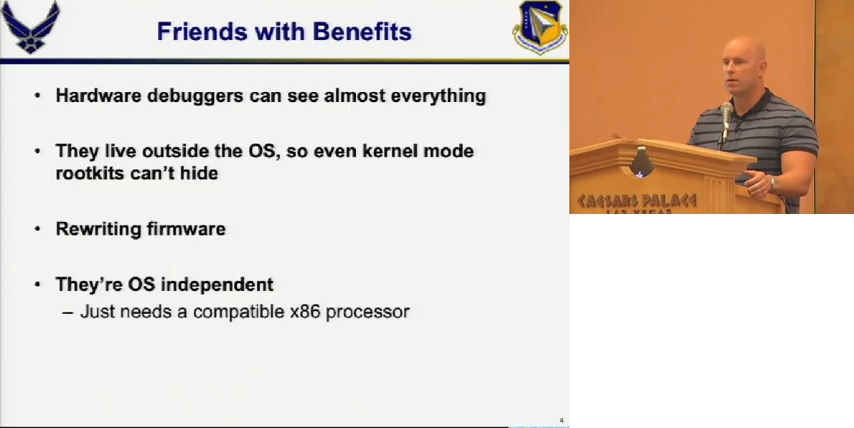 Friends with Benefits
• Hardware debuggers can see almost everything
• They live outside the OS, so even kernel mode
rootkits can't hide
• Rewriting firmware
• They're OS independent
– Just needs a compatible x86 processor
4
CAESARS PALACE
LAS VEGAS